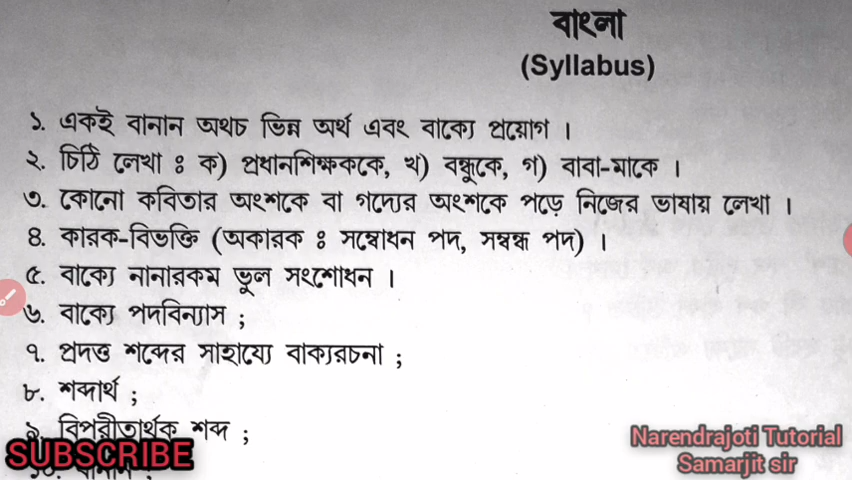 বাংলা
(Syllabus)
১. একই বানান অথচ ভিন্ন অর্থ এবং বাক্যে প্রয়োগ ।
২. চিঠি লেখা ঃ ক) প্রধানশিক্ষককে, খ) বন্ধুকে, গ) বাবা-মাকে ।
৩. কোনো কবিতার অংশকে বা গদ্যের অংশকে পড়ে নিজের ভাষায় লেখা ।
৪. কারক-বিভক্তি (অকারক ঃ সম্বোধন পদ, সম্বন্ধ পদ) ।
৫. বাক্যে নানারকম ভুল সংশোধন ।
৬. বাক্যে পদবিন্যাস ;
৭. প্রদত্ত শব্দের সাহায্যে বাক্যরচনা ;
৮. শব্দার্থ ;
৯. বিপরীতার্থক শব্দ ;
১০. বানান ;
SUBSCRIBE
Narendrajoti Tutorial
Samarjit sir